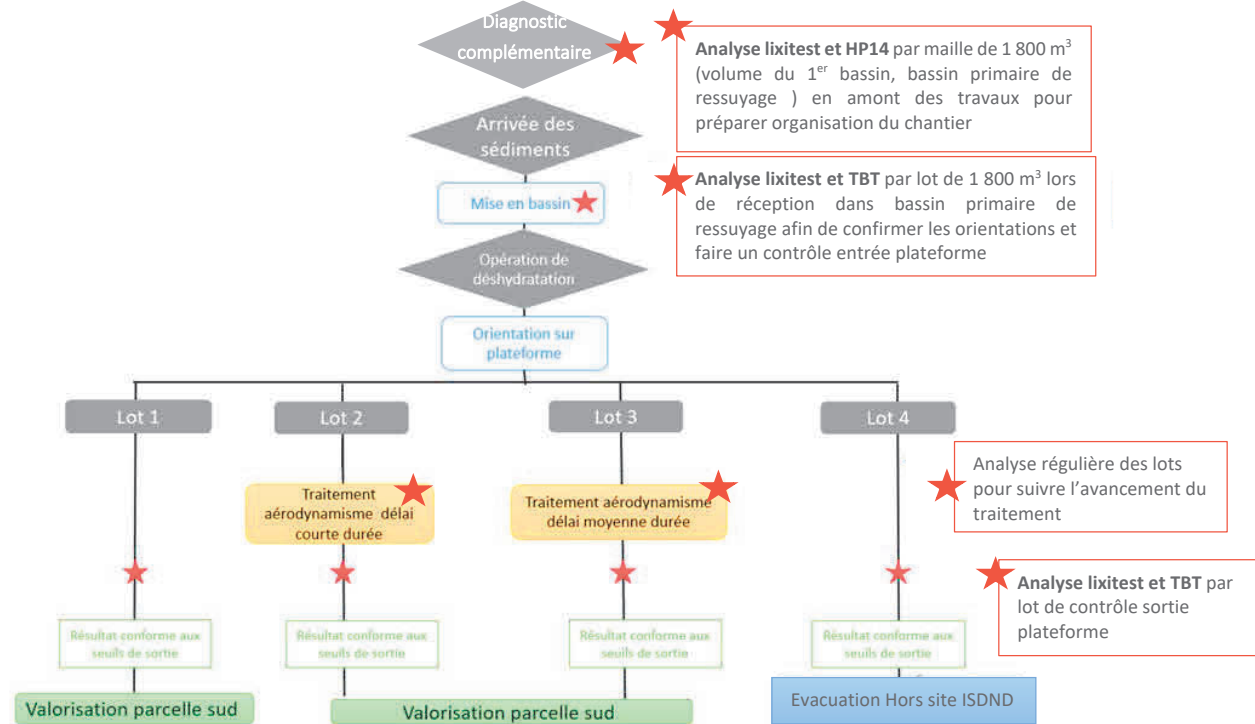 Diagnostic
complémentaire
Analyse lixitest et HP14 par maille de 1 800 m³
(volume du 1er bassin, bassin primaire de
ressuyage ) en amont des travaux pour
préparer organisation du chantier
Arrivée des
sédiments
Analyse lixitest et TBT par lot de 1 800 m³ lors
de réception dans bassin primaire de
ressuyage afin de confirmer les orientations et
faire un contrôle entrée plateforme
Mise en bassin
Opération de
déshydratation
Orientation sur
plateforme
Lot 1
Lot 2
Lot 3
Lot 4
Traitement
aérodynamisme délai
courte durée
Traitement aérodynamisme
délai moyenne durée
Analyse régulière des lots
pour suivre l’avancement du
traitement
Analyse lixitest et TBT par
lot de contrôle sortie
plateforme
Résultat conforme aux
seuils de sortie
Résultat conforme aux
seuils de sortie
Résultat conforme aux
seuils de sortie
Résultat conforme aux
seuils de sortie
Valorisation parcelle sud
Valorisation parcelle sud
Evacuation Hors site ISDND